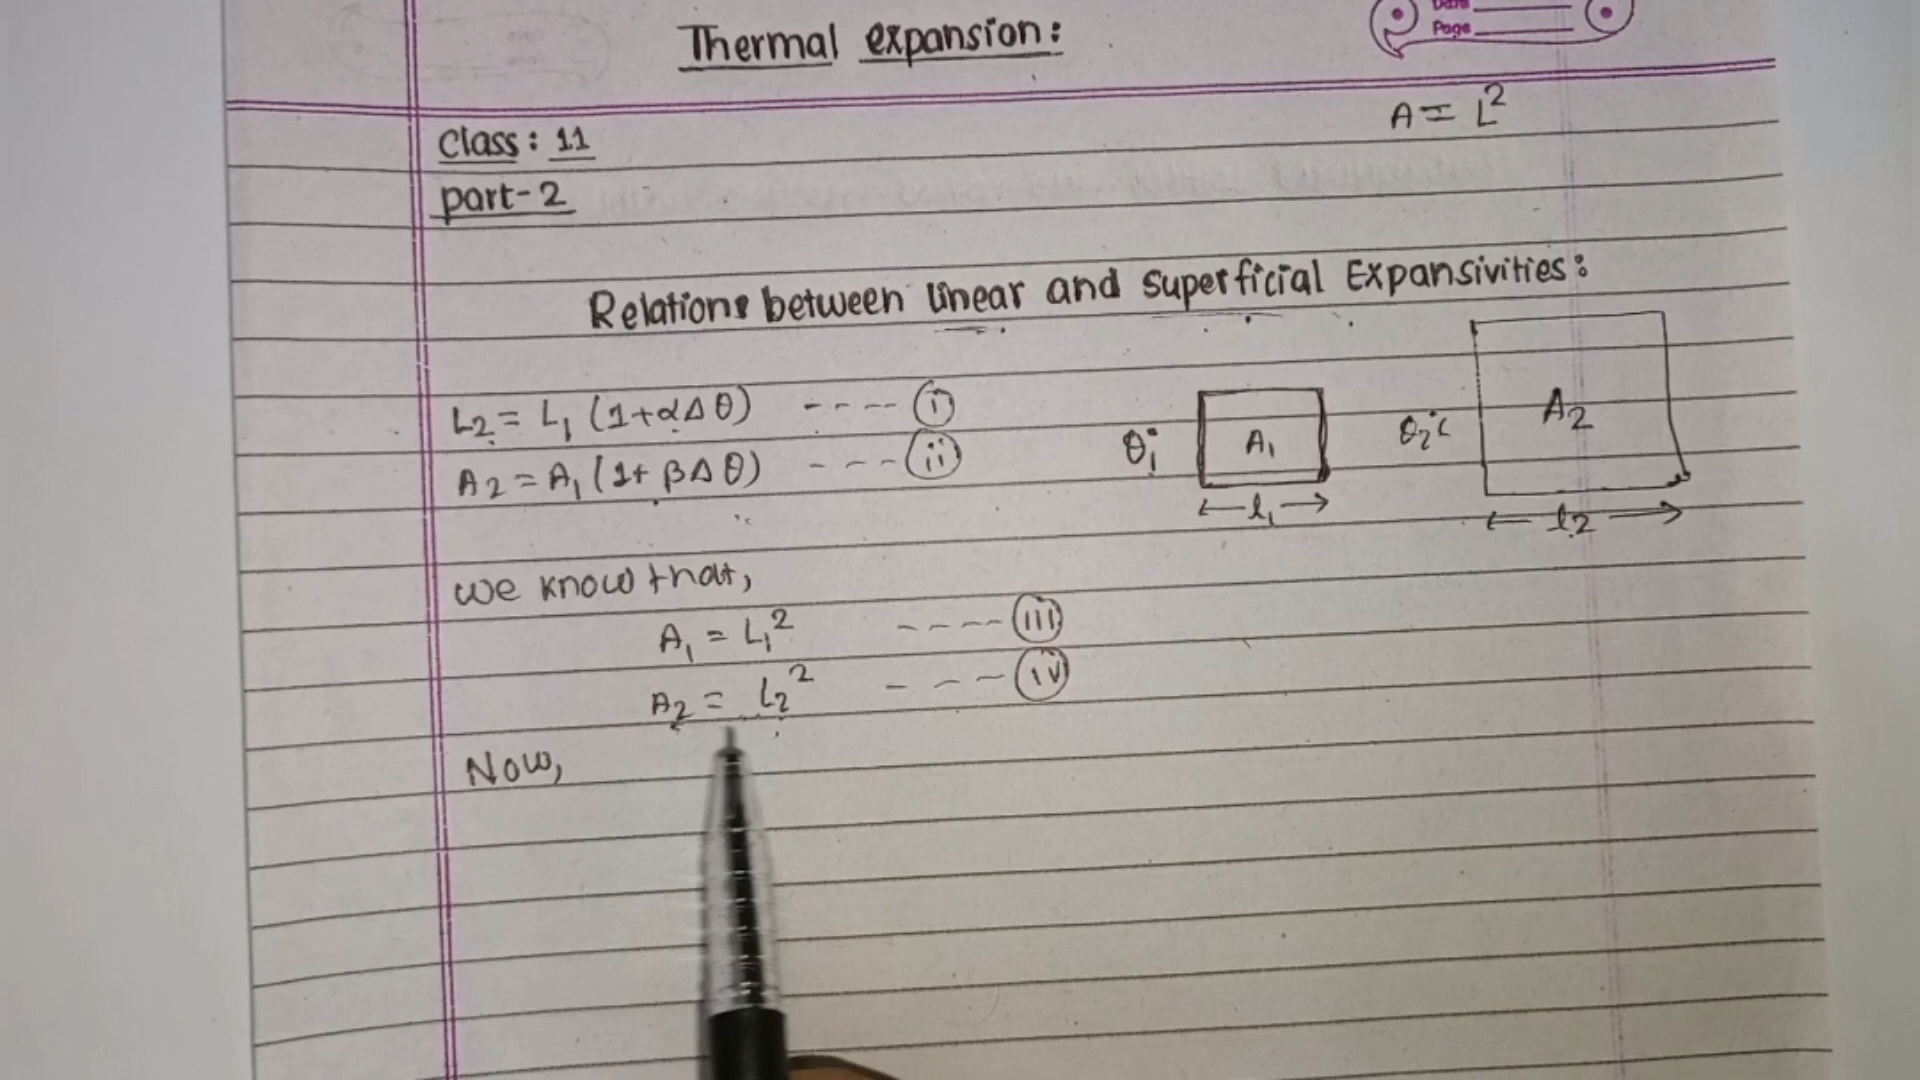 Date
Page
Thermal expansion:
A = L²
Class: 11
part-2
Relations between linear and superficial Expansivities:
L₂ = L₁ (1+αΔθ) ---- (i)
A₂ = A₁ (1+ βΔθ) ---- (ii)
θ₁° A₁ θ₂°c A₂
l₁ l₂
we know that,
A₁ = L₁² ---- (iii)
A₂ = L₂² ---- (iv)
Now,